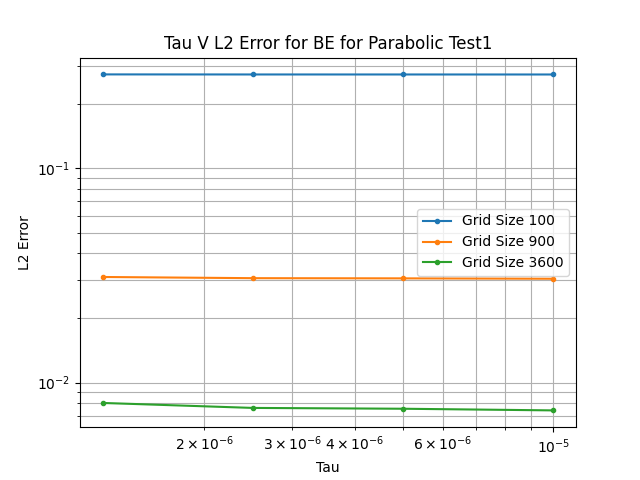 Tau V L2 Error for BE for Parabolic Test1
L2 Error
10⁻¹
10⁻²
Grid Size 100
Grid Size 900
Grid Size 3600
2 × 10⁻⁶
3 × 10⁻⁶
4 × 10⁻⁶
6 × 10⁻⁶
10⁻⁵
Tau